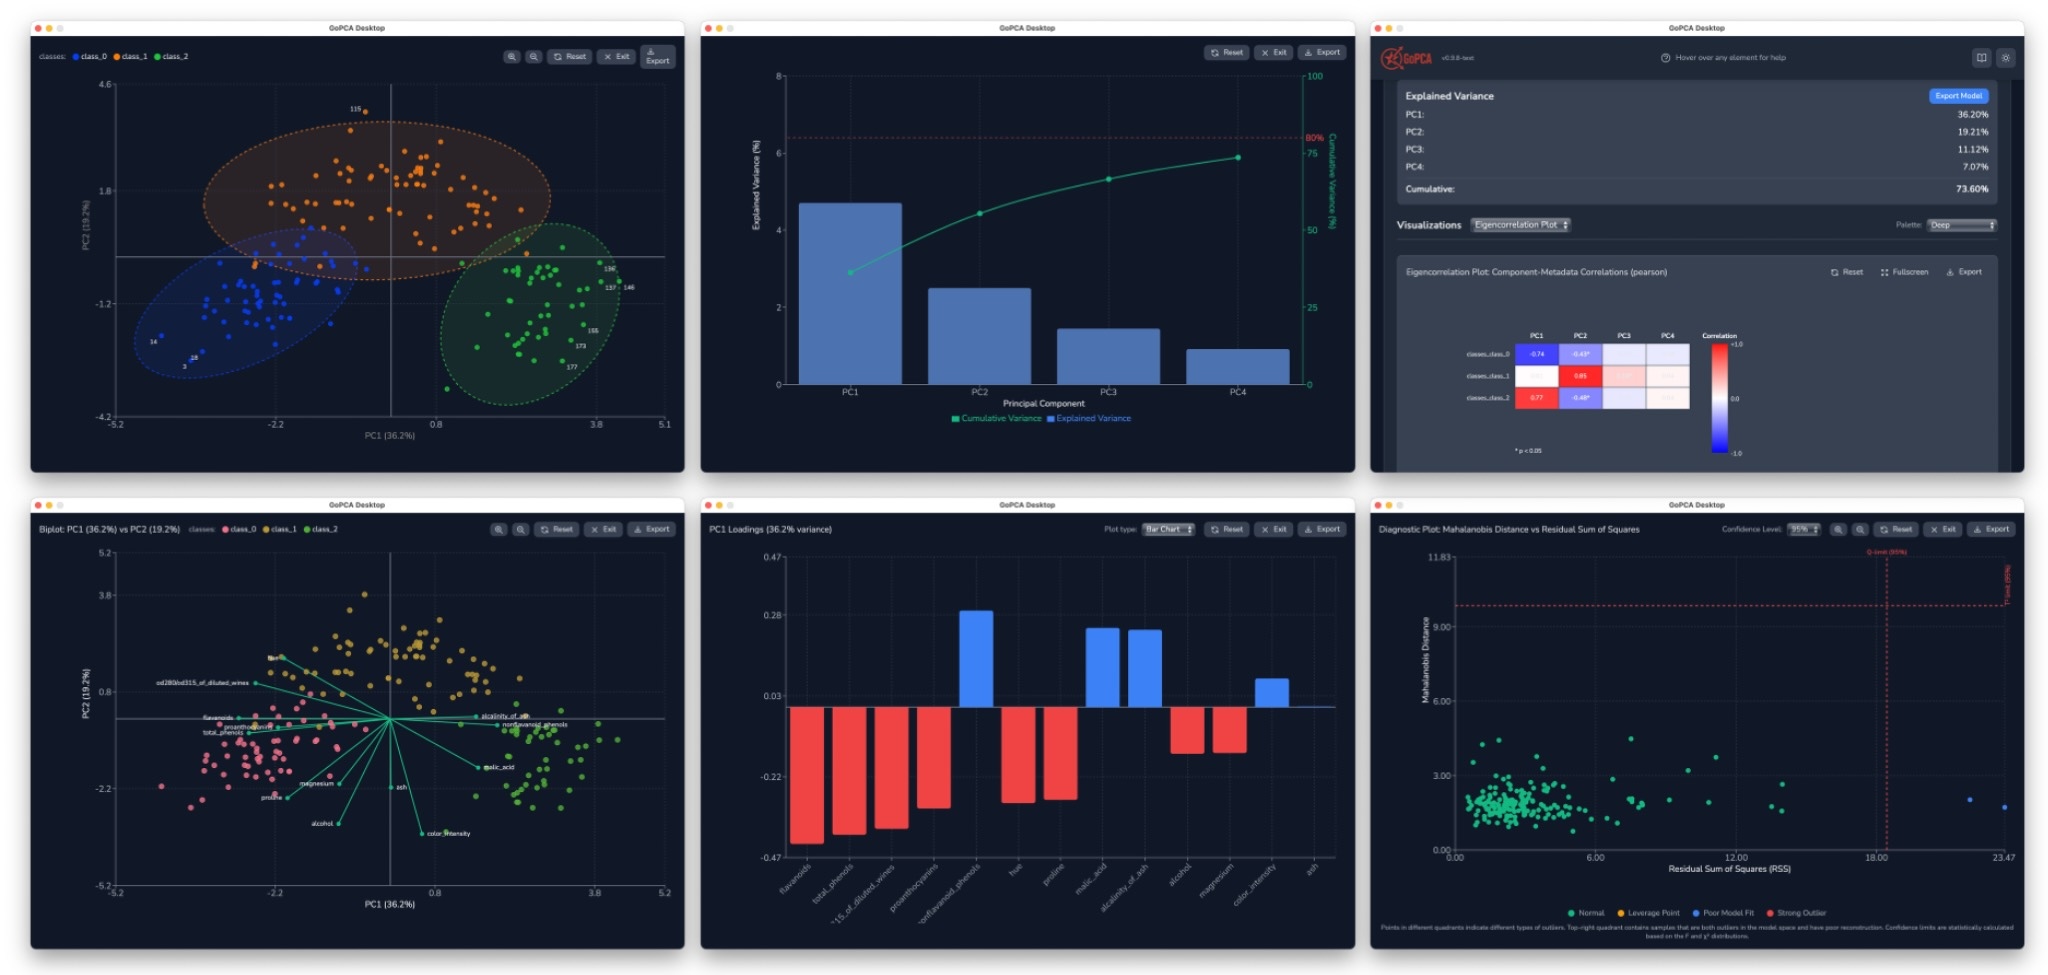 GoPCA Desktop
classes: class_0 class_1 class_2
Reset
Exit
Export
115
14
18
3
136
137 146
155
173
177
4.6
1.8
-1.2
-4.2
PC2 (19.2%)
-5.2 -2.2 0.8 3.8 5.1
PC1 (36.2%)
GoPCA Desktop
Reset
Exit
Export
8
6
4
2
0
Explained Variance (%)
100
80%
75
50
25
0
Cumulative Variance (%)
PC1 PC2 PC3 PC4
Principal Component
Cumulative Variance Explained Variance
GoPCA Desktop
GoPCA
v0.9.8-test
Hover over any element for help
Explained Variance
Export Model
PC1: 36.20%
PC2: 19.21%
PC3: 11.12%
PC4: 7.07%
Cumulative: 73.60%
Visualizations Eigencorrelation Plot
Palette: Deep
Eigencorrelation Plot: Component-Metadata Correlations (pearson)
Reset
Fullscreen
Export
PC1 PC2 PC3 PC4 Correlation
classes_class_0 -0.74 -0.43*
classes_class_1 0.85
classes_class_2 0.77 -0.48*
+1.0
0.0
-1.0
* p < 0.05
GoPCA Desktop
Biplot: PC1 (36.2%) vs PC2 (19.2%) classes: class_0 class_1 class_2
Reset
Exit
Export
5.2
3.8
0.8
-2.2
-5.2
PC2 (19.2%)
hue
od280/od315_of_diluted_wines
flavanoids
proanthocyanins
total_phenols
magnesium
proline
alcohol
ash
color_intensity
malic_acid
alcalinity_of_ash
nonflavanoid_phenols
-5.2 -2.2 0.8 3.8 5.2
PC1 (36.2%)
GoPCA Desktop
PC1 Loadings (36.2% variance)
Plot type: Bar Chart
Reset
Exit
Export
0.47
0.28
0.03
-0.22
-0.47
flavanoids
total_phenols
315_of_diluted_wines
proanthocyanins
onflavanoid_phenols
hue
proline
malic_acid
alcalinity_of_ash
alcohol
magnesium
color_intensity
ash
GoPCA Desktop
Diagnostic Plot: Mahalanobis Distance vs Residual Sum of Squares
Confidence Level: 95%
Reset
Exit
Export
Q-limit (95%)
T² limit (95%)
11.83
9.00
6.00
3.00
0.00
Mahalanobis Distance
0.00 6.00 12.00 18.00 23.47
Residual Sum of Squares (RSS)
Normal Leverage Point Poor Model Fit Strong Outlier
Points in different quadrants indicate different types of outliers. Top-right quadrant contains samples that are both outliers in the model space and have poor reconstruction. Confidence limits are statistically calculated
based on the F and χ² distributions.